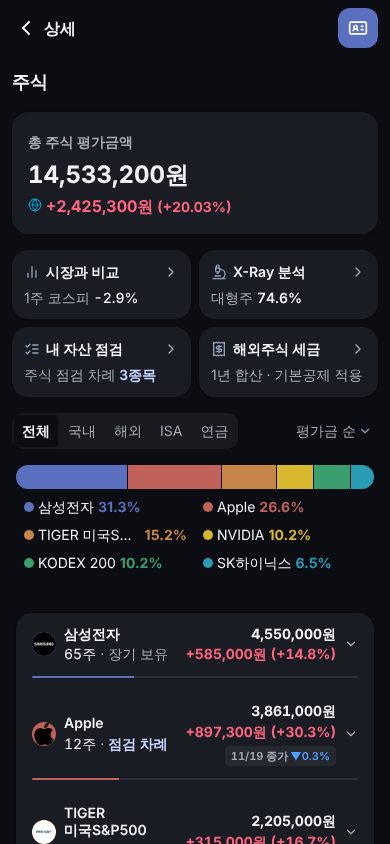 상세
주식
총 주식 평가금액
14,533,200원
+2,425,300원 (+20.03%)
시장과 비교
1주 코스피 -2.9%
X-Ray 분석
대형주 74.6%
내 자산 점검
주식 점검 차례 3종목
해외주식 세금
1년 합산 · 기본공제 적용
전체 국내 해외 ISA 연금 평가금 순
삼성전자 31.3% Apple 26.6%
TIGER 미국S... 15.2% NVIDIA 10.2%
KODEX 200 10.2% SK하이닉스 6.5%
SAMSUNG
삼성전자 4,550,000원
65주 · 장기 보유 +585,000원 (+14.8%)
3,861,000원
Apple
+897,300원 (+30.3%)
12주 · 점검 차례
11/19 종가 ▼0.3%
TIGER
미국S&P500
2,205,000원
+315,000원 (+16.7%)